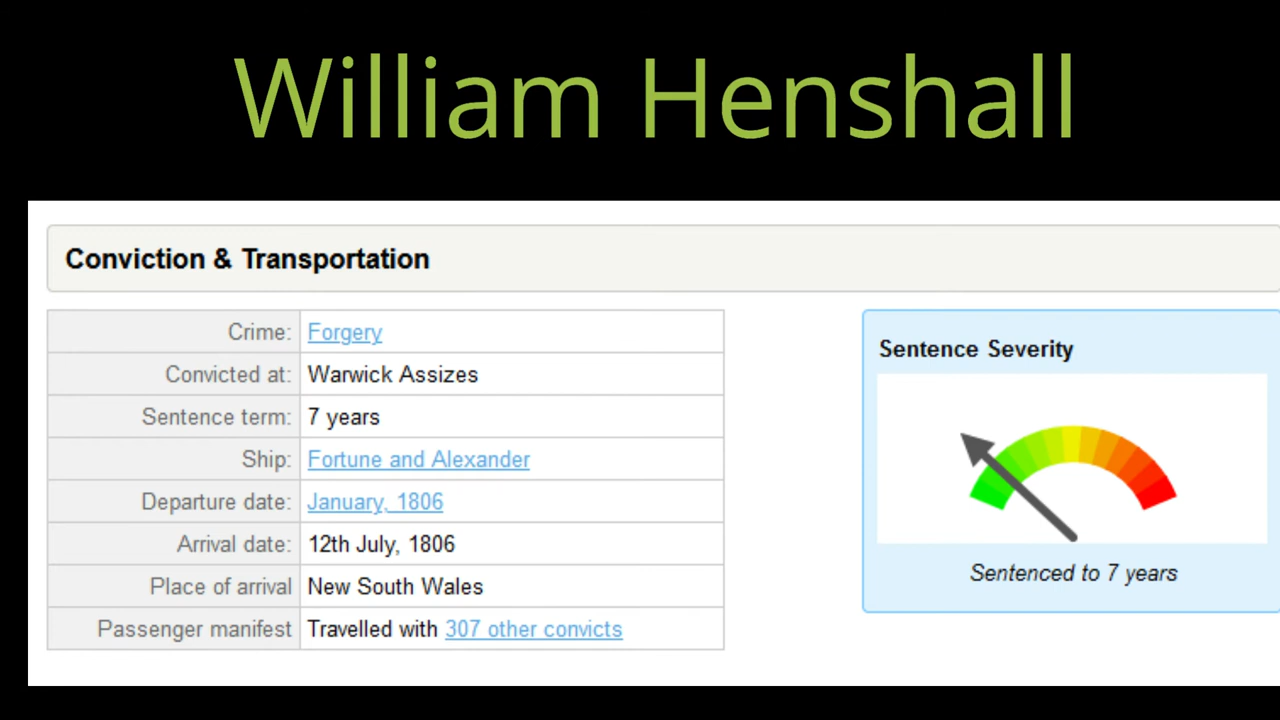 William Henshall
Conviction & Transportation
Crime: Forgery
Convicted at: Warwick Assizes
Sentence term: 7 years
Ship: Fortune and Alexander
Departure date: January, 1806
Arrival date: 12th July, 1806
Place of arrival New South Wales
Passenger manifest Travelled with 307 other convicts
Sentence Severity
Sentenced to 7 years